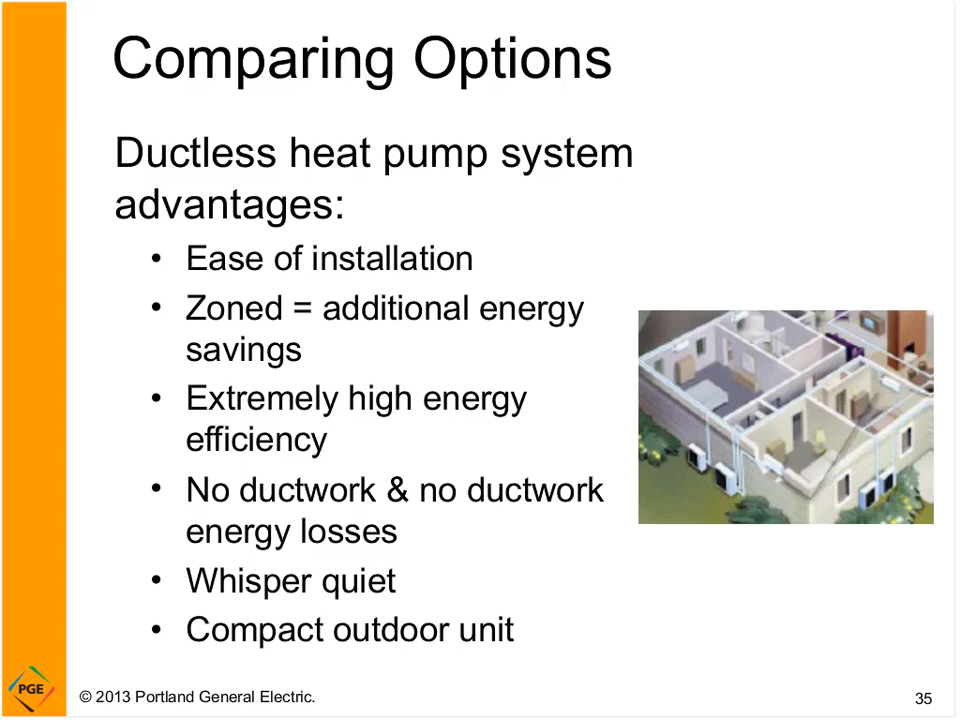 Comparing Options
Ductless heat pump system
advantages:
• Ease of installation
• Zoned = additional energy
savings
• Extremely high energy
efficiency
• No ductwork & no ductwork
energy losses
• Whisper quiet
• Compact outdoor unit
PGE
© 2013 Portland General Electric.
35